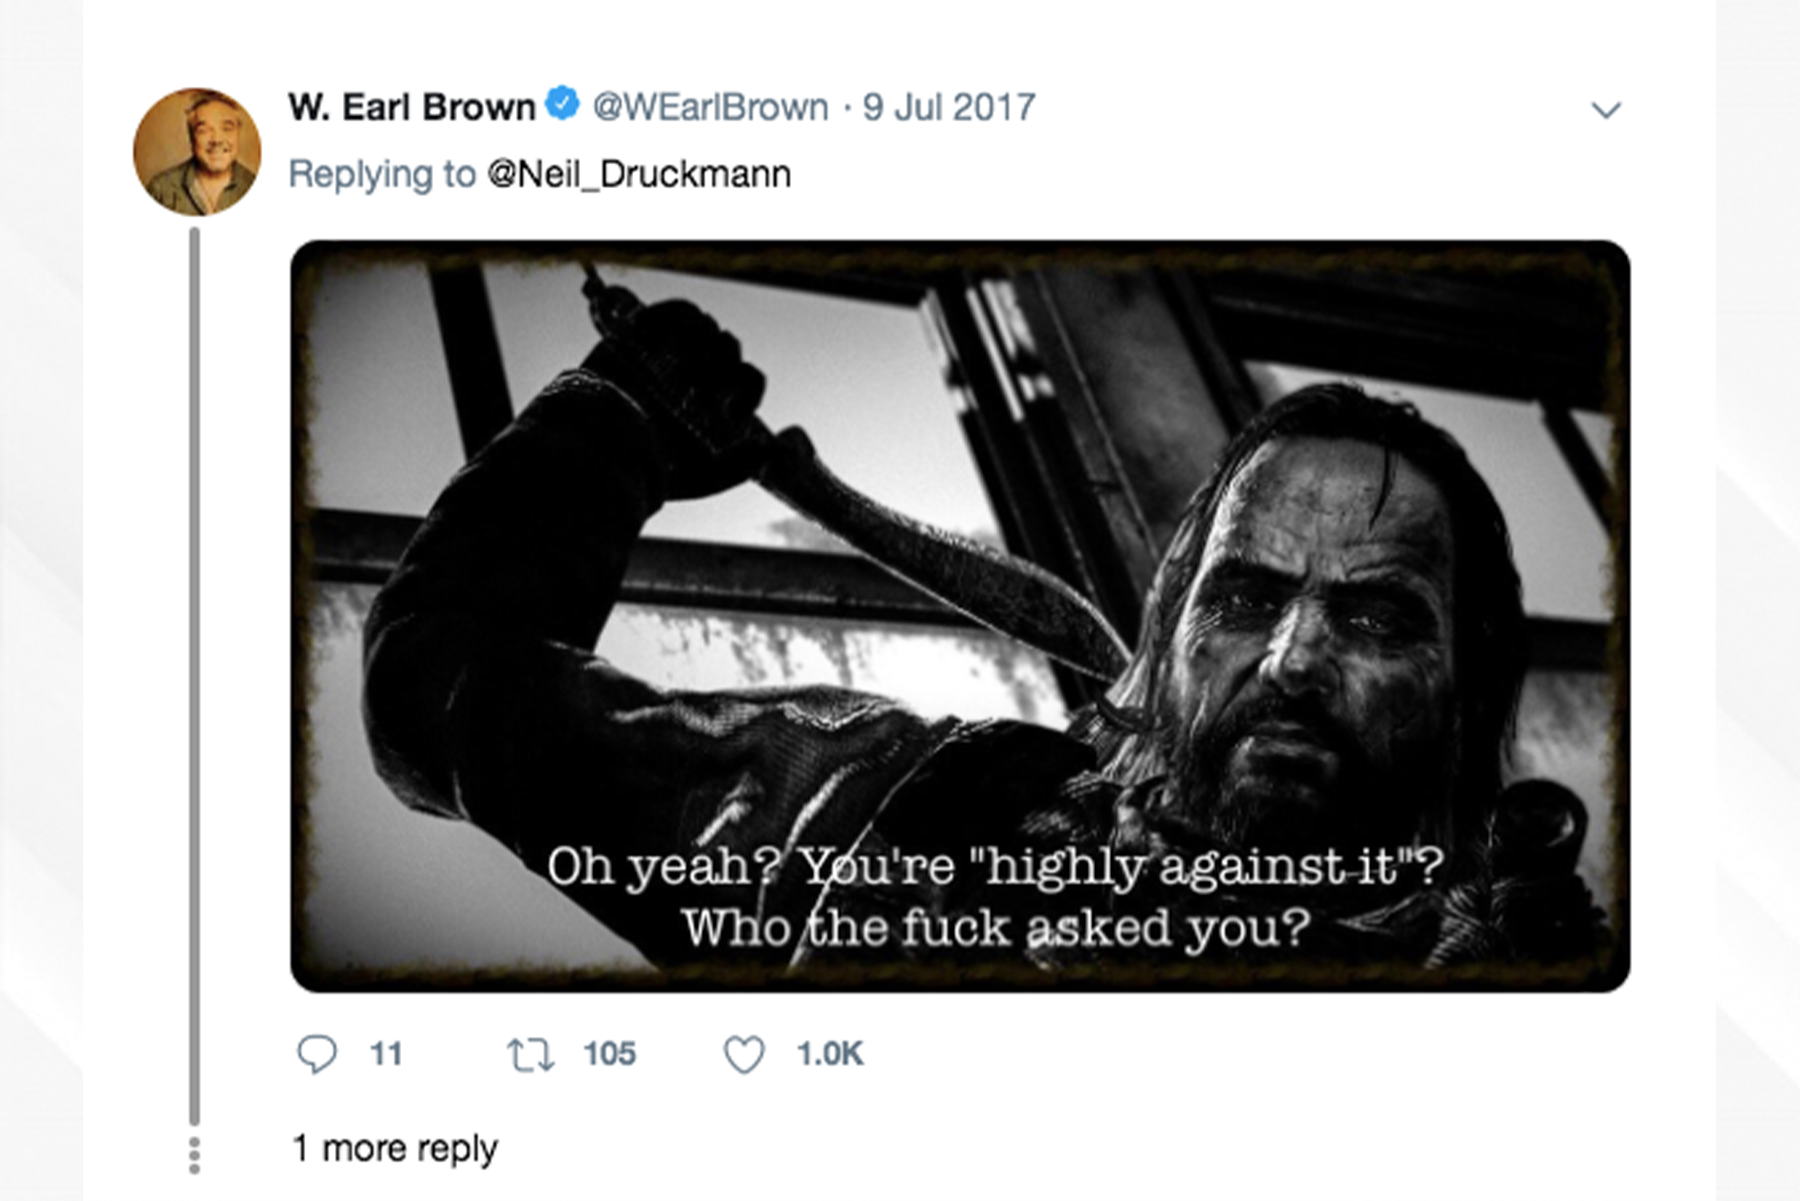 W. Earl Brown @WEarlBrown · 9 Jul 2017
Replying to @Neil_Druckmann
Oh yeah? You're "highly against it"?
Who the fuck asked you?
11 105 1.0K
1 more reply